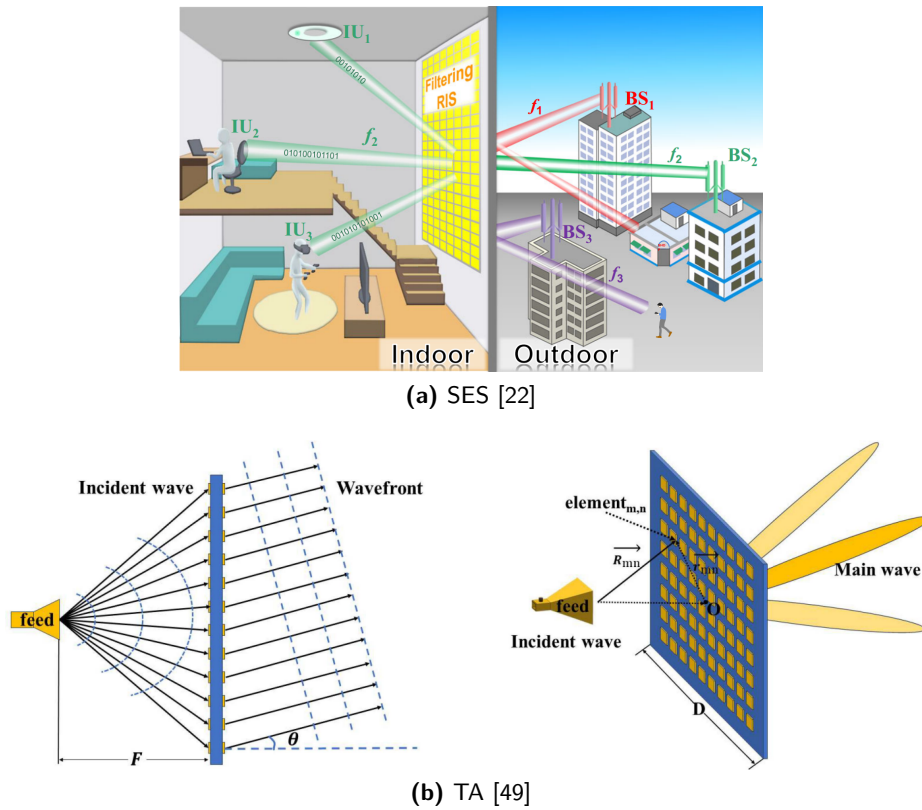 IU₁
00101010
Filtering
RIS
IU₂
f₂
010100101101
IU₃
001010101001
f₁
BS₁
f₂
BS₂
BS₃
f₃
Indoor
Outdoor
(a) SES [22]
Incident wave
Wavefront
feed
F
θ
elementₘ,ₙ
Rₘₙ
rₘₙ
O
feed
Incident wave
Main wave
D
(b) TA [49]